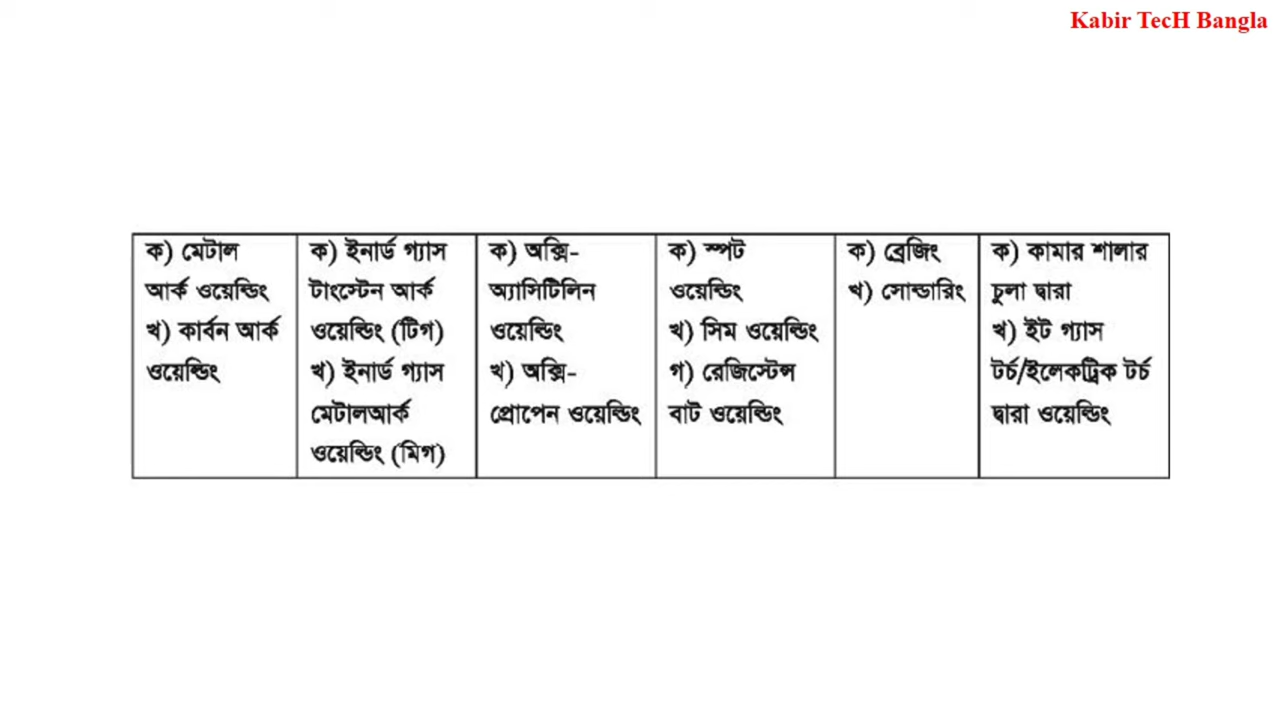 Kabir TecH Bangla
ক) মেটাল
আর্ক ওয়েল্ডিং
খ) কার্বন আর্ক
ওয়েল্ডিং
ক) ইনার্ড গ্যাস
টাংস্টেন আর্ক
ওয়েল্ডিং (টিগ)
খ) ইনার্ড গ্যাস
মেটালআর্ক
ওয়েল্ডিং (মিগ)
ক) অক্সি-
অ্যাসিটিলিন
ওয়েল্ডিং
খ) অক্সি-
প্রোপেন ওয়েল্ডিং
ক) স্পট
ওয়েল্ডিং
খ) সিম ওয়েল্ডিং
গ) রেজিস্টেন্স
বাট ওয়েল্ডিং
ক) ব্রেজিং
খ) সোল্ডারিং
ক) কামার শালার
চুলা দ্বারা
খ) ইট গ্যাস
টর্চ/ইলেকট্রিক টর্চ
দ্বারা ওয়েল্ডিং